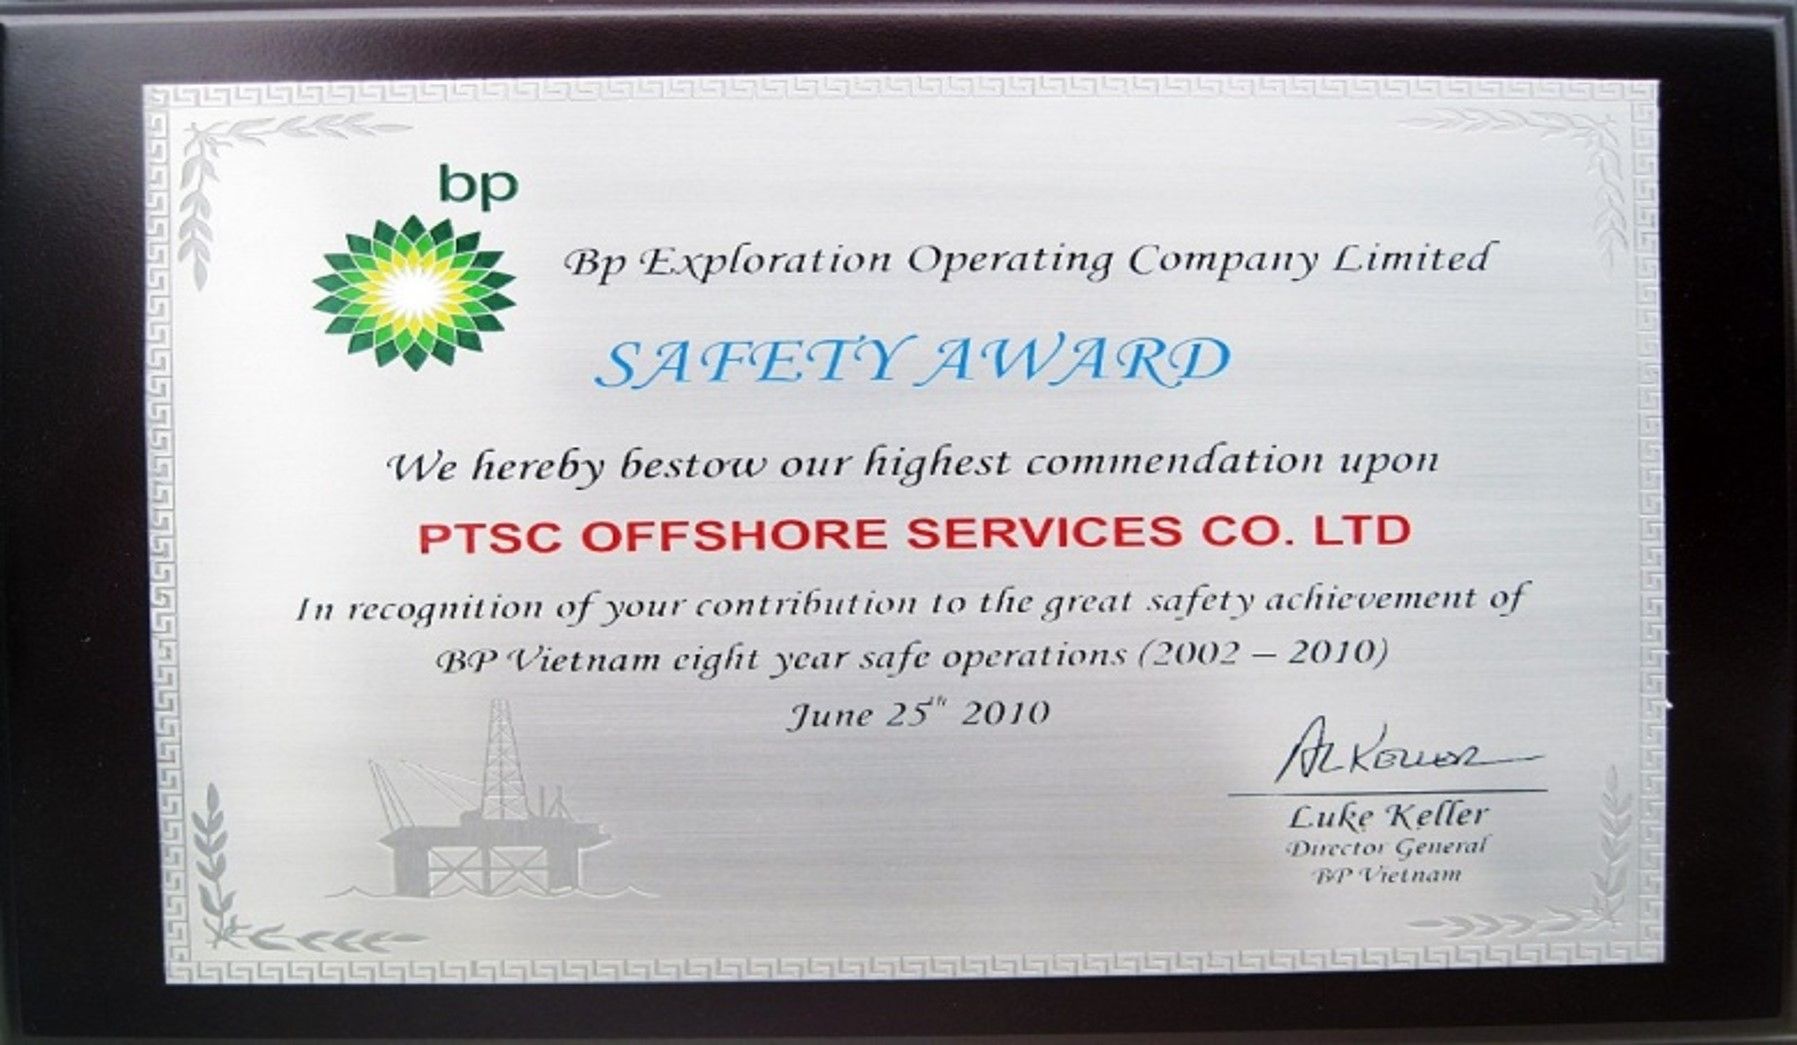 bp
Bp Exploration Operating Company Limited
SAFETY AWARD
We hereby bestow our highest commendation upon
PTSC OFFSHORE SERVICES CO. LTD
In recognition of your contribution to the great safety achievement of
BP Vietnam eight year safe operations (2002 – 2010)
June 25th 2010
AL KELLER
Luke Keller
Director General
BP Vietnam